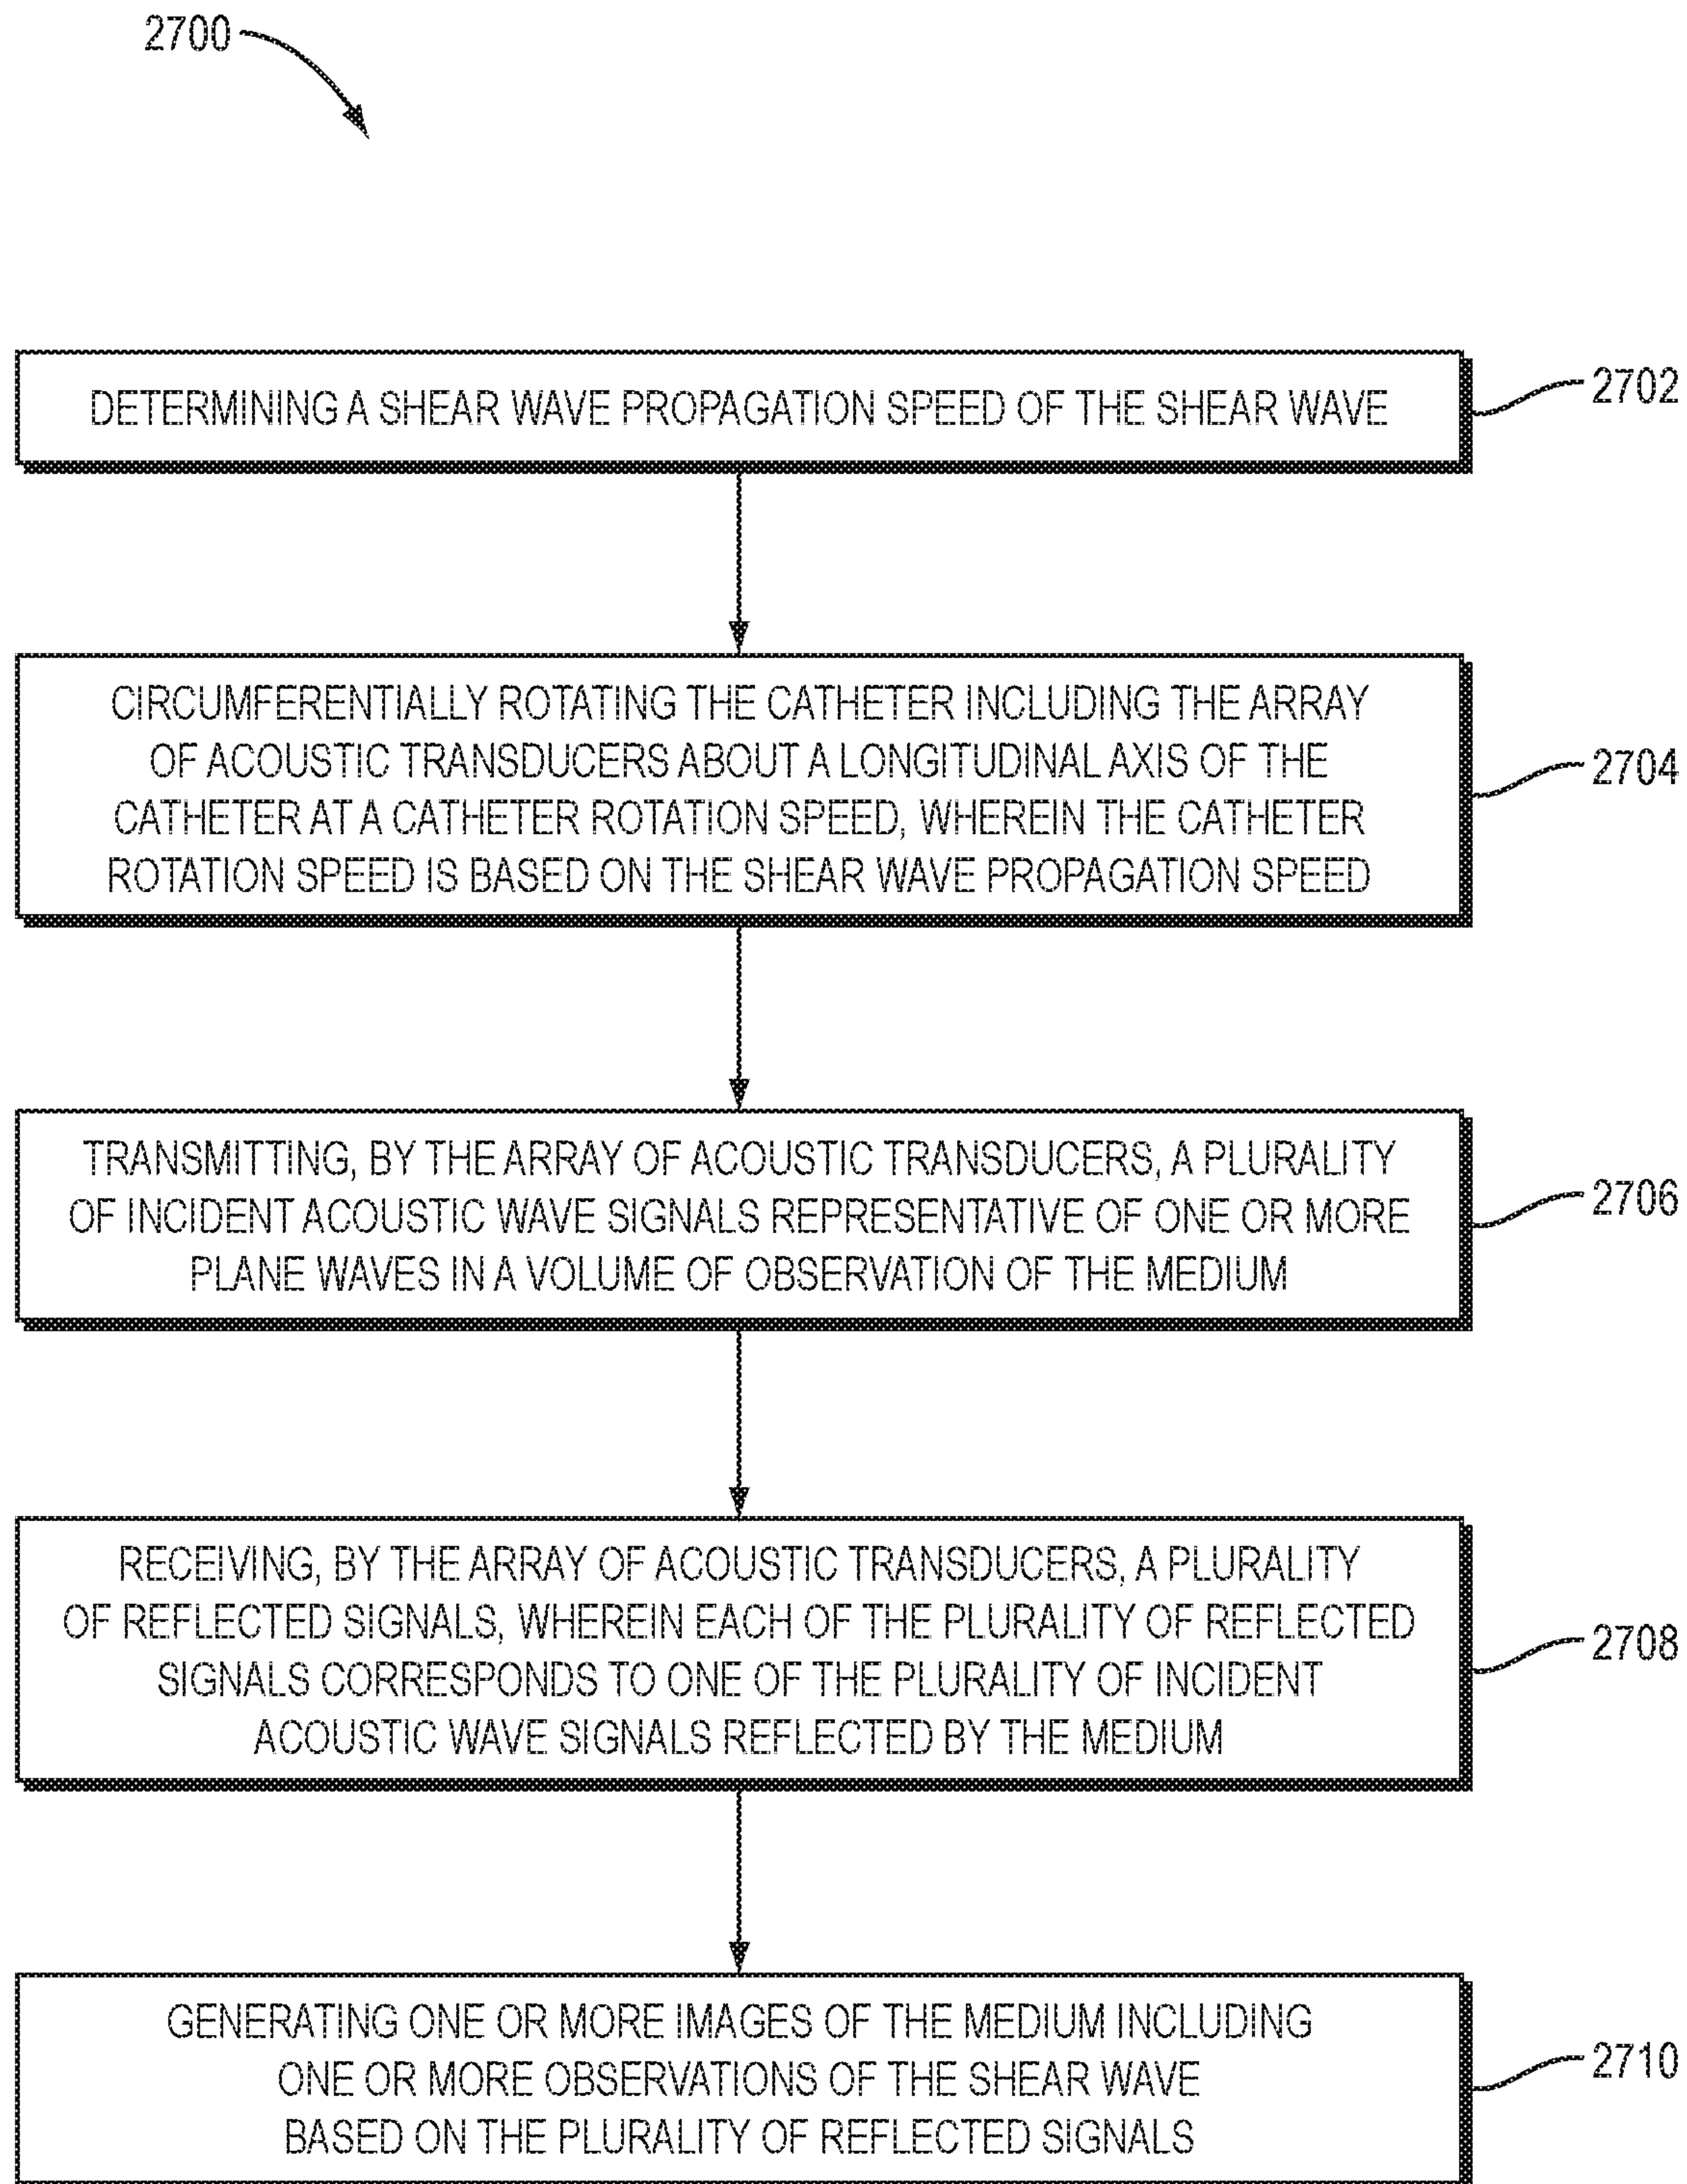 2700
DETERMINING A SHEAR WAVE PROPAGATION SPEED OF THE SHEAR WAVE
2702
CIRCUMFERENTIALLY ROTATING THE CATHETER INCLUDING THE ARRAY
OF ACOUSTIC TRANSDUCERS ABOUT A LONGITUDINAL AXIS OF THE
CATHETER AT A CATHETER ROTATION SPEED, WHEREIN THE CATHETER
ROTATION SPEED IS BASED ON THE SHEAR WAVE PROPAGATION SPEED
2704
TRANSMITTING, BY THE ARRAY OF ACOUSTIC TRANSDUCERS, A PLURALITY
OF INCIDENT ACOUSTIC WAVE SIGNALS REPRESENTATIVE OF ONE OR MORE
PLANE WAVES IN A VOLUME OF OBSERVATION OF THE MEDIUM
2706
RECEIVING, BY THE ARRAY OF ACOUSTIC TRANSDUCERS, A PLURALITY
OF REFLECTED SIGNALS, WHEREIN EACH OF THE PLURALITY OF REFLECTED
SIGNALS CORRESPONDS TO ONE OF THE PLURALITY OF INCIDENT
ACOUSTIC WAVE SIGNALS REFLECTED BY THE MEDIUM
2708
GENERATING ONE OR MORE IMAGES OF THE MEDIUM INCLUDING
ONE OR MORE OBSERVATIONS OF THE SHEAR WAVE
BASED ON THE PLURALITY OF REFLECTED SIGNALS
2710